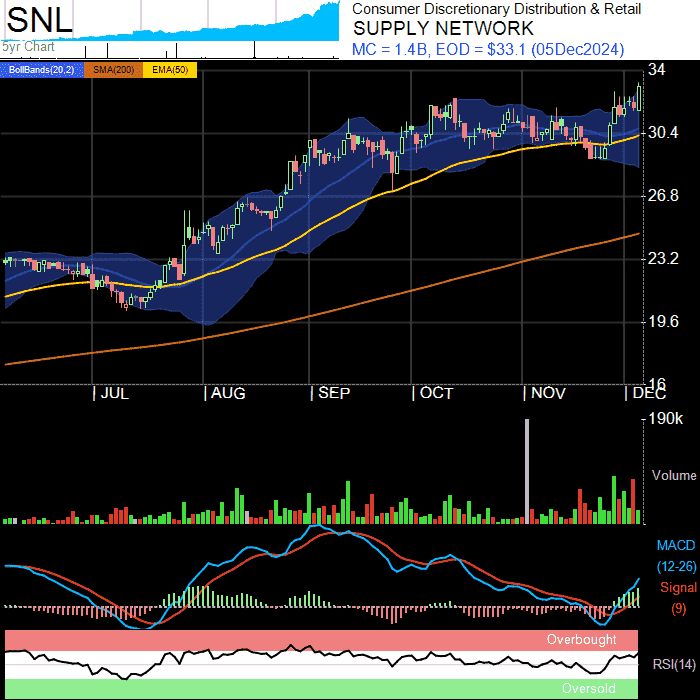 SNL
5yr Chart
Consumer Discretionary Distribution & Retail
SUPPLY NETWORK
MC = 1.4B, EOD = $33.1 (05Dec2024)
BollBands(20,2) SMA(200) EMA(50)
34
30.4
26.8
23.2
19.6
16
JUL AUG SEP OCT NOV DEC
190k
Volume
MACD
(12-26)
Signal
(9)
Overbought
RSI(14)
Oversold